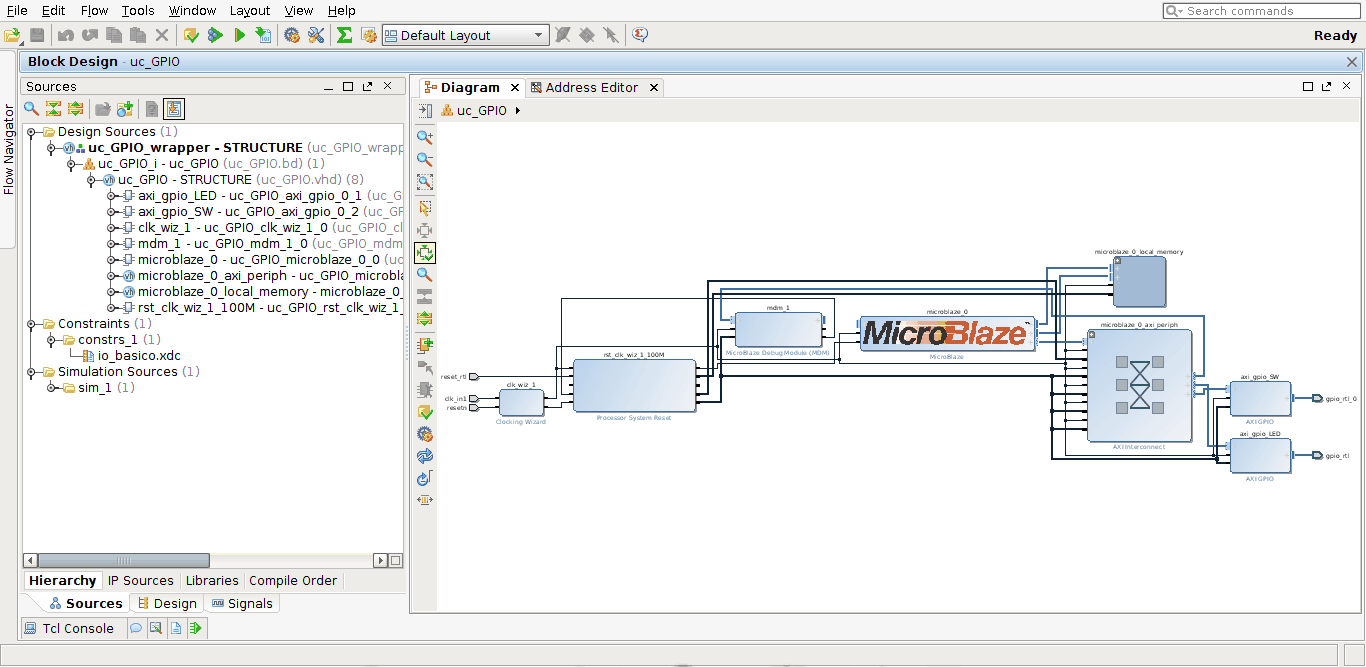 File Edit Flow Tools Window Layout View Help
Search commands
Default Layout
Ready
Block Design - uc_GPIO
Flow Navigator
Sources
Design Sources (1)
uc_GPIO_wrapper - STRUCTURE (uc_GPIO_wrapp
uc_GPIO_i - uc_GPIO (uc_GPIO.bd) (1)
uc_GPIO - STRUCTURE (uc_GPIO.vhd) (8)
axi_gpio_LED - uc_GPIO_axi_gpio_0_1 (uc_G
axi_gpio_SW - uc_GPIO_axi_gpio_0_2 (uc_GF
clk_wiz_1 - uc_GPIO_clk_wiz_1_0 (uc_GPIO_cl
mdm_1 - uc_GPIO_mdm_1_0 (uc_GPIO_mdm
microblaze_0 - uc_GPIO_microblaze_0_0 (uc_
microblaze_0_axi_periph - uc_GPIO_microbla
microblaze_0_local_memory - microblaze_0_
rst_clk_wiz_1_100M - uc_GPIO_rst_clk_wiz_1_
Constraints (1)
constrs_1 (1)
io_basico.xdc
Simulation Sources (1)
sim_1 (1)
Hierarchy IP Sources Libraries Compile Order
Sources Design Signals
Tcl Console
Diagram Address Editor
uc_GPIO
microblaze_0_local_memory
mdm_1
MicroBlaze Debug Module (MDM)
microblaze_0
MicroBlaze
MicroBlaze
microblaze_0_axi_periph
AXI Interconnect
rst_clk_wiz_1_100M
Processor System Reset
reset_rtl
clk_in1
resetn
clk_wiz_1
Clocking Wizard
axi_gpio_SW
AXI GPIO
gpio_rtl_0
axi_gpio_LED
AXI GPIO
gpio_rtl